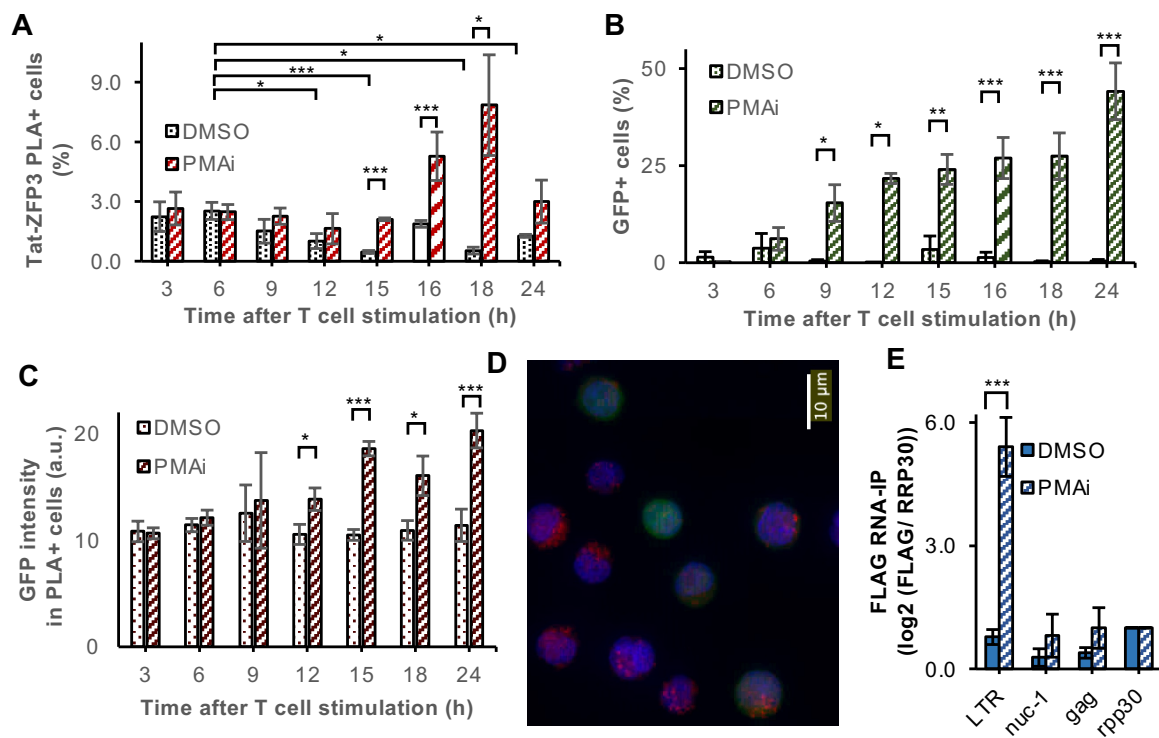 A
Tat-ZFP3 PLA+ cells
(%)
9.0
6.0
3.0
0.0
*
*
***
*
*
***
***
DMSO
PMAi
3 6 9 12 15 16 18 24
Time after T cell stimulation (h)
B
GFP+ cells (%)
50
25
0
DMSO
PMAi
*
*
**
***
***
***
3 6 9 12 15 16 18 24
Time after T cell stimulation (h)
C
GFP intensity
in PLA+ cells (a.u.)
20
10
0
DMSO
PMAi
*
***
*
***
3 6 9 12 15 18 24
Time after T cell stimulation (h)
D
10 µm
E
FLAG RNA-IP
(log2 (FLAG/ RRP30))
6.0
3.0
0.0
***
DMSO
PMAi
LTR
nuc-1
gag
rpp30